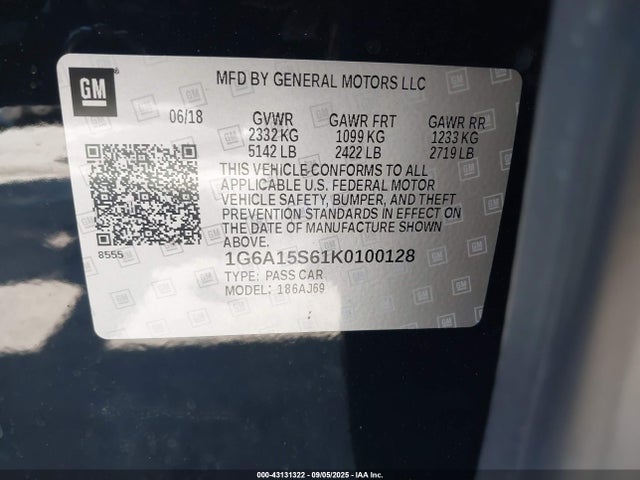 GM
MFD BY GENERAL MOTORS LLC
06/18 GVWR GAWR FRT GAWR RR
2332 KG 1099 KG 1233 KG
5142 LB 2422 LB 2719 LB
THIS VEHICLE CONFORMS TO ALL
APPLICABLE U.S. FEDERAL MOTOR
VEHICLE SAFETY, BUMPER, AND THEFT
PREVENTION STANDARDS IN EFFECT ON
THE DATE OF MANUFACTURE SHOWN
ABOVE.
8555
1G6A15S61K0100128
TYPE: PASS CAR
MODEL: 186AJ69
000-43131322 | 09/05/2025 | IAA Inc.